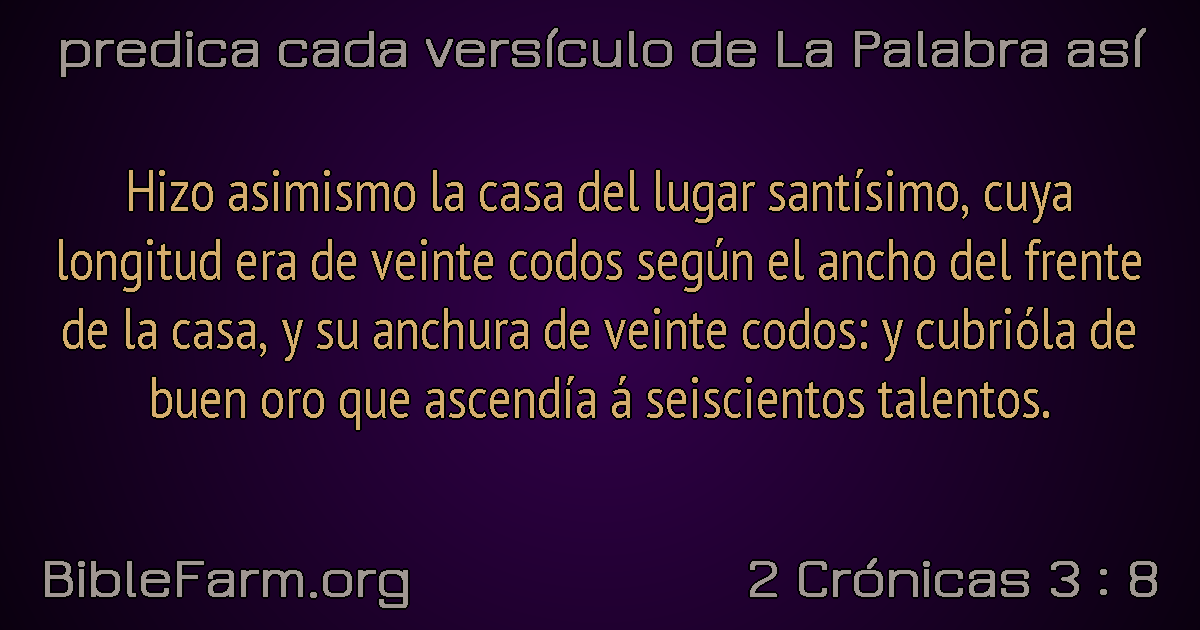 predica cada versículo de La Palabra así
Hizo asimismo la casa del lugar santísimo, cuya
longitud era de veinte codos según el ancho del frente
de la casa, y su anchura de veinte codos: y cubrióla de
buen oro que ascendía á seiscientos talentos.
BibleFarm.org
2 Crónicas 3 : 8